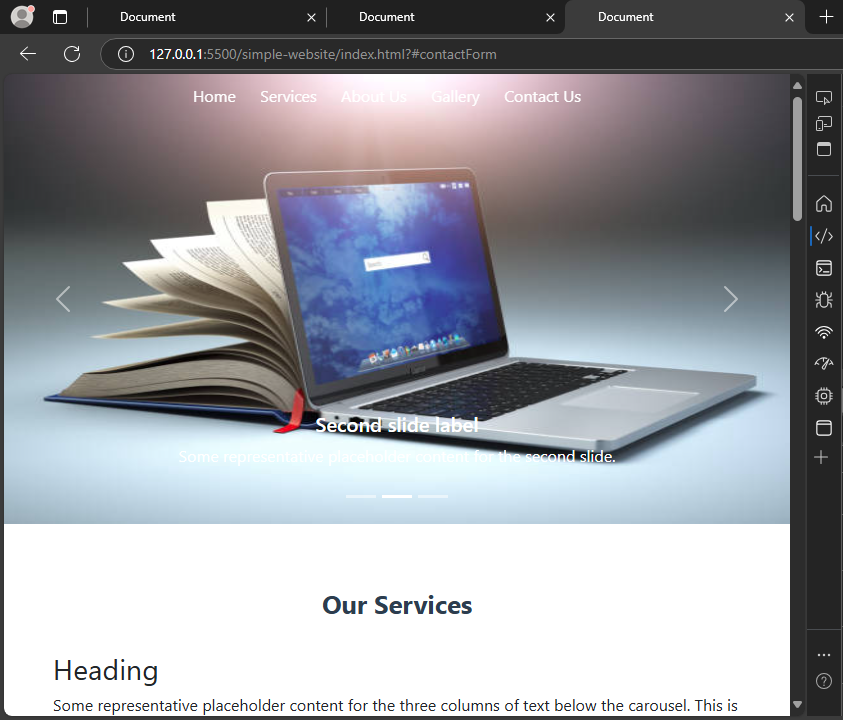 Document
Document
Document
127.0.0.1:5500/simple-website/index.html?#contactForm
Home Services About Us Gallery Contact Us
Second slide label
Some representative placeholder content for the second slide.
Our Services
Heading
Some representative placeholder content for the three columns of text below the carousel. This is